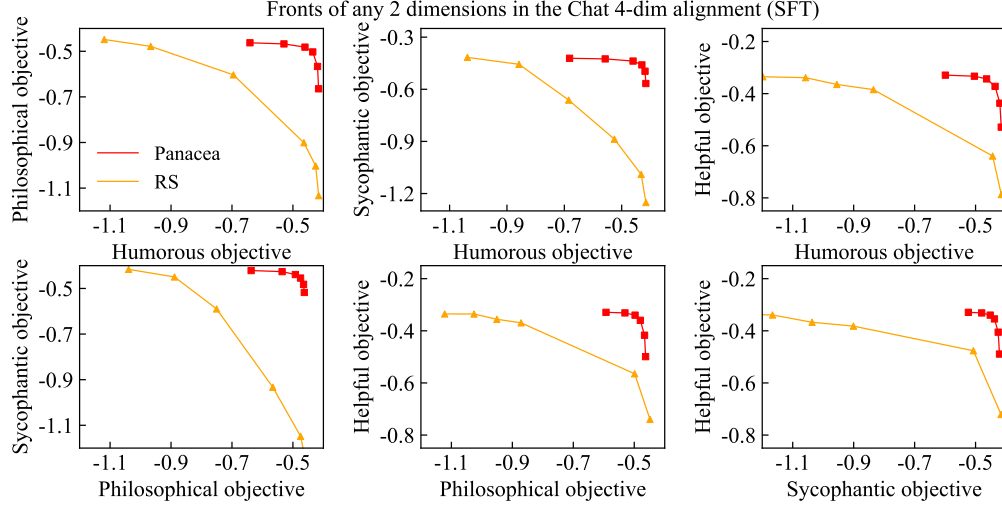 Fronts of any 2 dimensions in the Chat 4-dim alignment (SFT)
Philosophical objective
-0.5
-0.7
-0.9
-1.1
Panacea
RS
-1.1 -0.9 -0.7 -0.5
Humorous objective
Sycophantic objective
-0.3
-0.6
-0.9
-1.2
-1.1 -0.9 -0.7 -0.5
Humorous objective
Helpful objective
-0.2
-0.4
-0.6
-0.8
-1.1 -0.9 -0.7 -0.5
Humorous objective
Sycophantic objective
-0.5
-0.7
-0.9
-1.1
-1.1 -0.9 -0.7 -0.5
Philosophical objective
Helpful objective
-0.2
-0.4
-0.6
-0.8
-1.1 -0.9 -0.7 -0.5
Philosophical objective
Helpful objective
-0.2
-0.4
-0.6
-0.8
-1.1 -0.9 -0.7 -0.5
Sycophantic objective